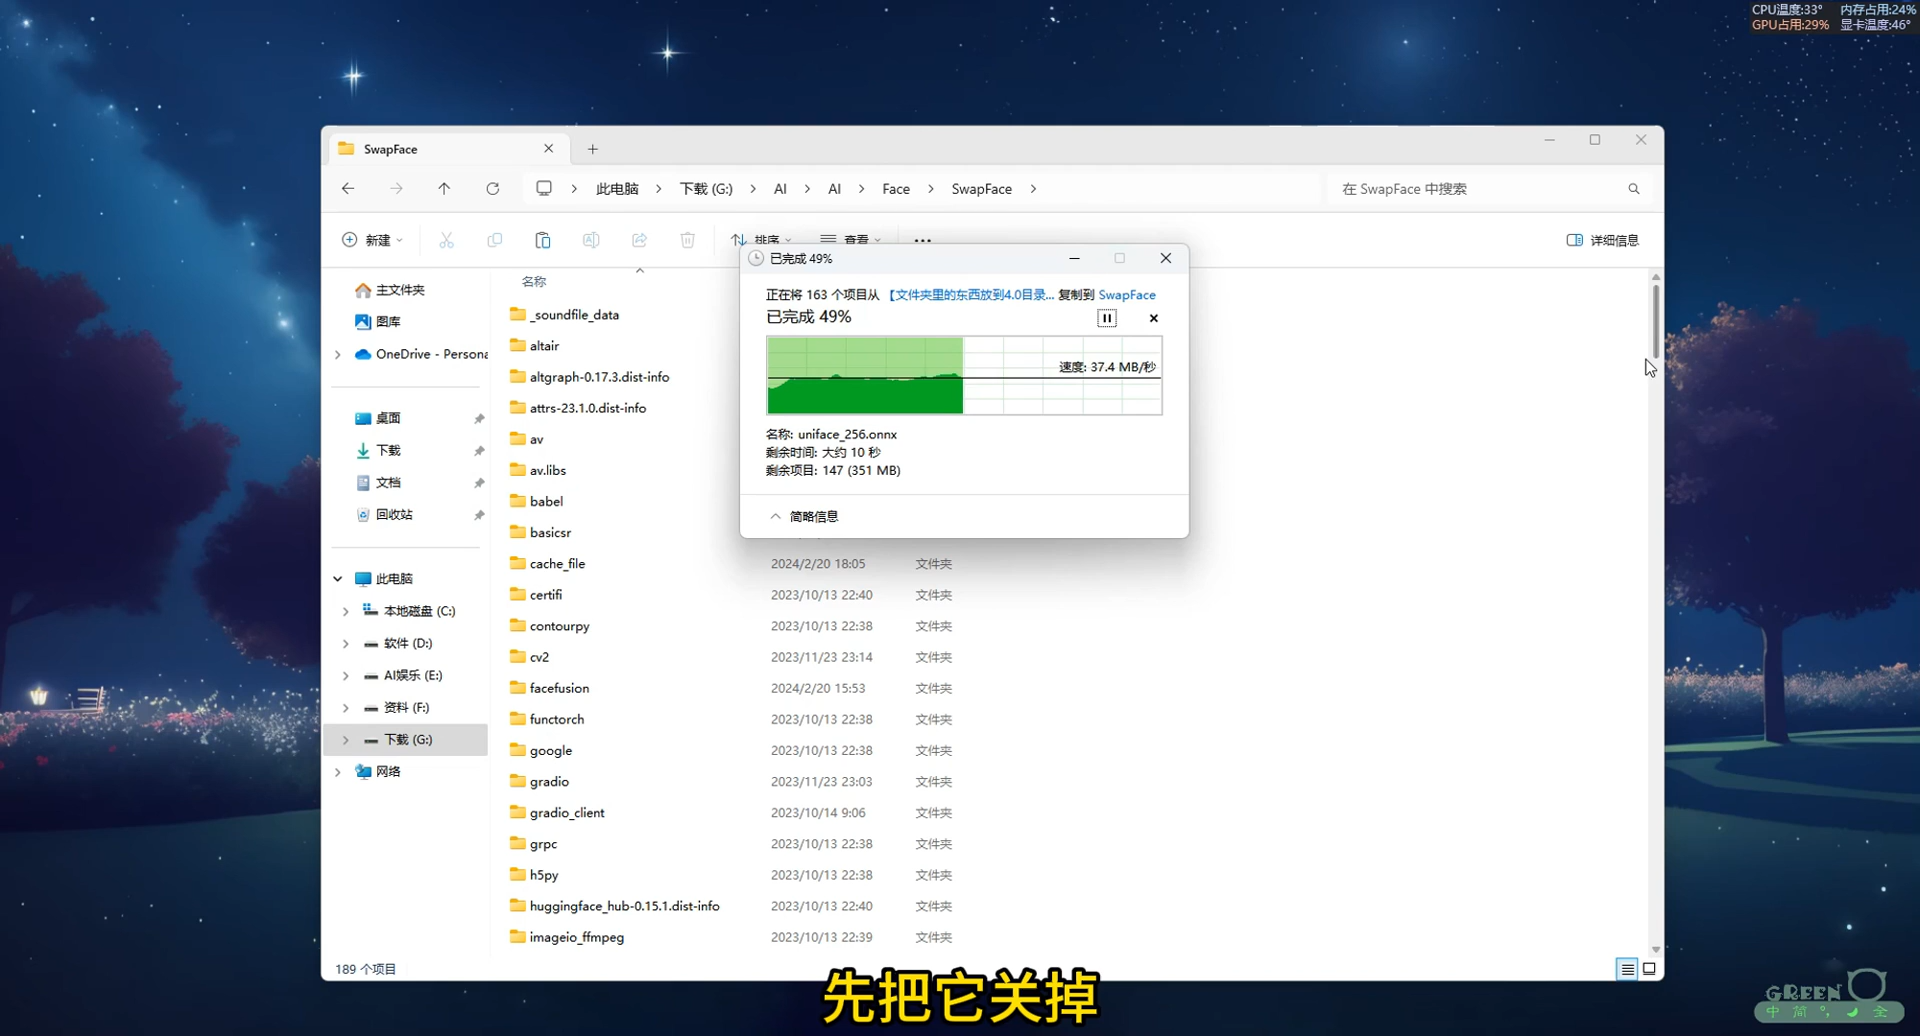 CPU温度:33° 内存占用:24%
GPU占用:29% 显卡温度:46°
SwapFace
此电脑 下载 (G:) AI AI Face SwapFace
在 SwapFace 中搜索
新建
排序
查看
详细信息
已完成 49%
正在将 163 个项目从 【文件夹里的东西放到4.0目录... 复制到 SwapFace
已完成 49%
速度: 37.4 MB/秒
名称: uniface_256.onnx
剩余时间: 大约 10 秒
剩余项目: 147 (351 MB)
简略信息
主文件夹
图库
OneDrive - Persona
桌面
下载
文档
回收站
此电脑
本地磁盘 (C:)
软件 (D:)
AI娱乐 (E:)
资料 (F:)
下载 (G:)
网络
名称
_soundfile_data
altair
altgraph-0.17.3.dist-info
attrs-23.1.0.dist-info
av
av.libs
babel
basicsr
cache_file 2024/2/20 18:05 文件夹
certifi 2023/10/13 22:40 文件夹
contourpy 2023/10/13 22:38 文件夹
cv2 2023/11/23 23:14 文件夹
facefusion 2024/2/20 15:53 文件夹
functorch 2023/10/13 22:38 文件夹
google 2023/10/13 22:38 文件夹
gradio 2023/11/23 23:03 文件夹
gradio_client 2023/10/14 9:06 文件夹
grpc 2023/10/13 22:38 文件夹
h5py 2023/10/13 22:38 文件夹
huggingface_hub-0.15.1.dist-info 2023/10/13 22:40 文件夹
imageio_ffmpeg 2023/10/13 22:39 文件夹
189 个项目
先把它关掉
GREEN
中 简 °, 全